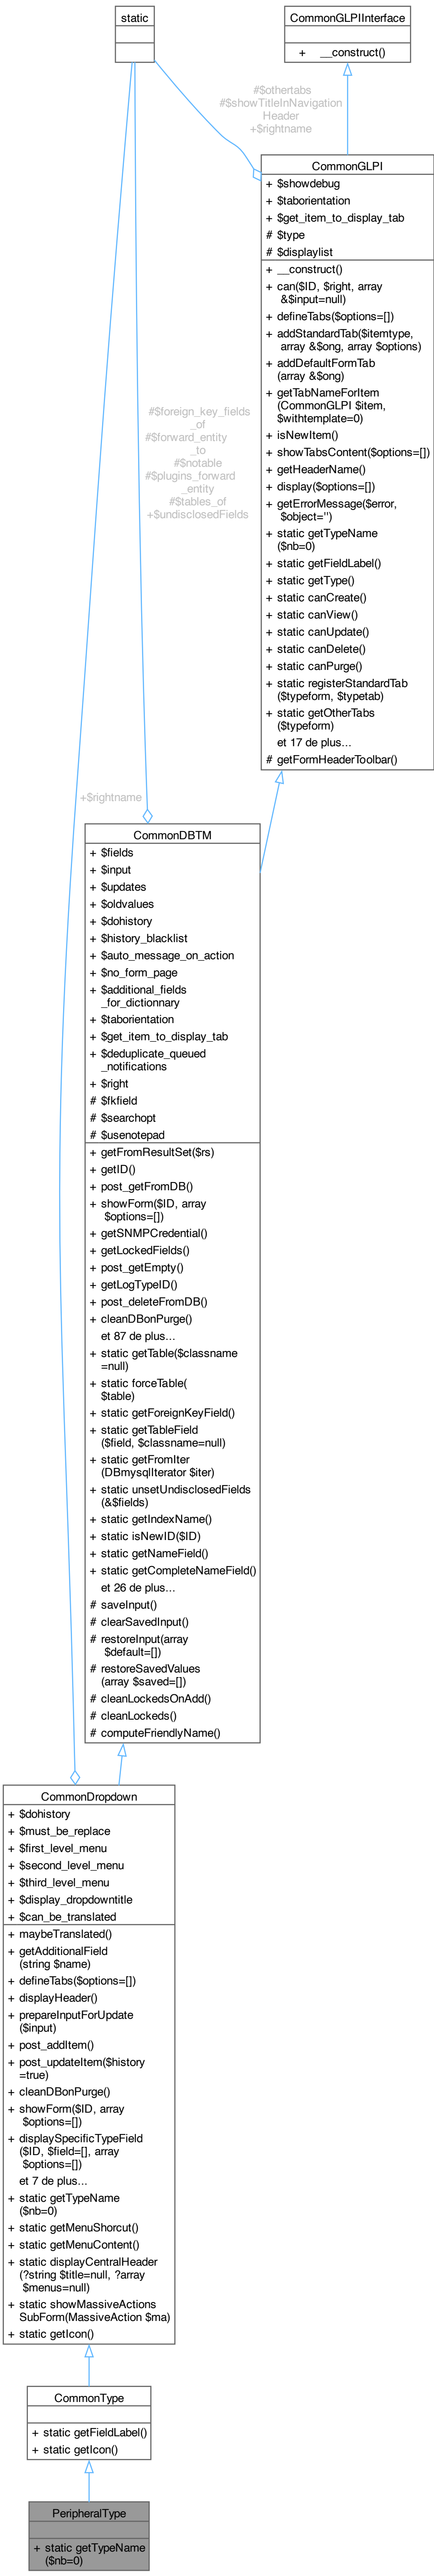 static
CommonGLPIInterface
+ __construct()
#$othertabs
#$showTitleInNavigation
Header
+$rightname
CommonGLPI
+ $showdebug
+ $taborientation
+ $get_item_to_display_tab
# $type
# $displaylist
+ __construct()
+ can($ID, $right, array
&$input=null)
+ defineTabs($options=[])
+ addStandardTab($itemtype,
array &$ong, array $options)
+ addDefaultFormTab
(array &$ong)
+ getTabNameForItem
(CommonGLPI $item,
$withtemplate=0)
+ isNewItem()
+ showTabsContent($options=[])
+ getHeaderName()
+ display($options=[])
+ getErrorMessage($error,
$object='')
+ static getTypeName
($nb=0)
+ static getFieldLabel()
+ static getType()
+ static canCreate()
+ static canView()
+ static canUpdate()
+ static canDelete()
+ static canPurge()
+ static registerStandardTab
($typeform, $typetab)
+ static getOtherTabs
($typeform)
et 17 de plus...
# getFormHeaderToolbar()
#$foreign_key_fields
_of
#$forward_entity
_to
#$notable
#$plugins_forward
_entity
#$tables_of
+$undisclosedFields
+$rightname
CommonDBTM
+ $fields
+ $input
+ $updates
+ $oldvalues
+ $dohistory
+ $history_blacklist
+ $auto_message_on_action
+ $no_form_page
+ $additional_fields
_for_dictionnary
+ $taborientation
+ $get_item_to_display_tab
+ $deduplicate_queued
_notifications
+ $right
# $fkfield
# $searchopt
# $usenotepad
+ getFromResultSet($rs)
+ getID()
+ post_getFromDB()
+ showForm($ID, array
$options=[])
+ getSNMPCredential()
+ getLockedFields()
+ post_getEmpty()
+ getLogTypeID()
+ post_deleteFromDB()
+ cleanDBonPurge()
et 87 de plus...
+ static getTable($classname
=null)
+ static forceTable(
$table)
+ static getForeignKeyField()
+ static getTableField
($field, $classname=null)
+ static getFromIter
(DBmysqlIterator $iter)
+ static unsetUndisclosedFields
(&$fields)
+ static getIndexName()
+ static isNewID($ID)
+ static getNameField()
+ static getCompleteNameField()
et 26 de plus...
# saveInput()
# clearSavedInput()
# restoreInput(array
$default=[])
# restoreSavedValues
(array $saved=[])
# cleanLockedsOnAdd()
# cleanLockeds()
# computeFriendlyName()
CommonDropdown
+ $dohistory
+ $must_be_replace
+ $first_level_menu
+ $second_level_menu
+ $third_level_menu
+ $display_dropdowntitle
+ $can_be_translated
+ maybeTranslated()
+ getAdditionalField
(string $name)
+ defineTabs($options=[])
+ displayHeader()
+ prepareInputForUpdate
($input)
+ post_addItem()
+ post_updateItem($history
=true)
+ cleanDBonPurge()
+ showForm($ID, array
$options=[])
+ displaySpecificTypeField
($ID, $field=[], array
$options=[])
et 7 de plus...
+ static getTypeName
($nb=0)
+ static getMenuShorcut()
+ static getMenuContent()
+ static displayCentralHeader
(?string $title=null, ?array
$menus=null)
+ static showMassiveActions
SubForm(MassiveAction $ma)
+ static getIcon()
CommonType
+ static getFieldLabel()
+ static getIcon()
PeripheralType
+ static getTypeName
($nb=0)